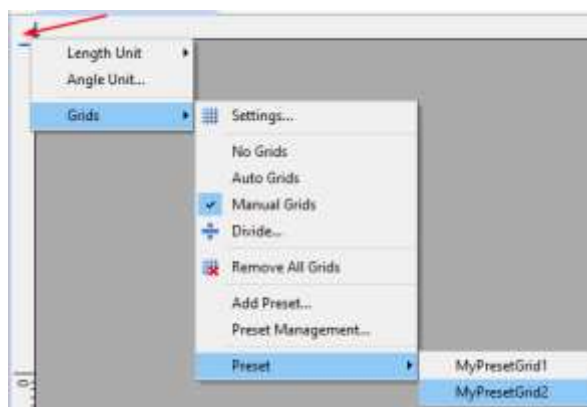 Length Unit
Angle Unit...
Grids
Settings...
No Grids
Auto Grids
Manual Grids
Divide...
Remove All Grids
Add Preset...
Preset Management...
Preset
MyPresetGrid1
MyPresetGrid2
0